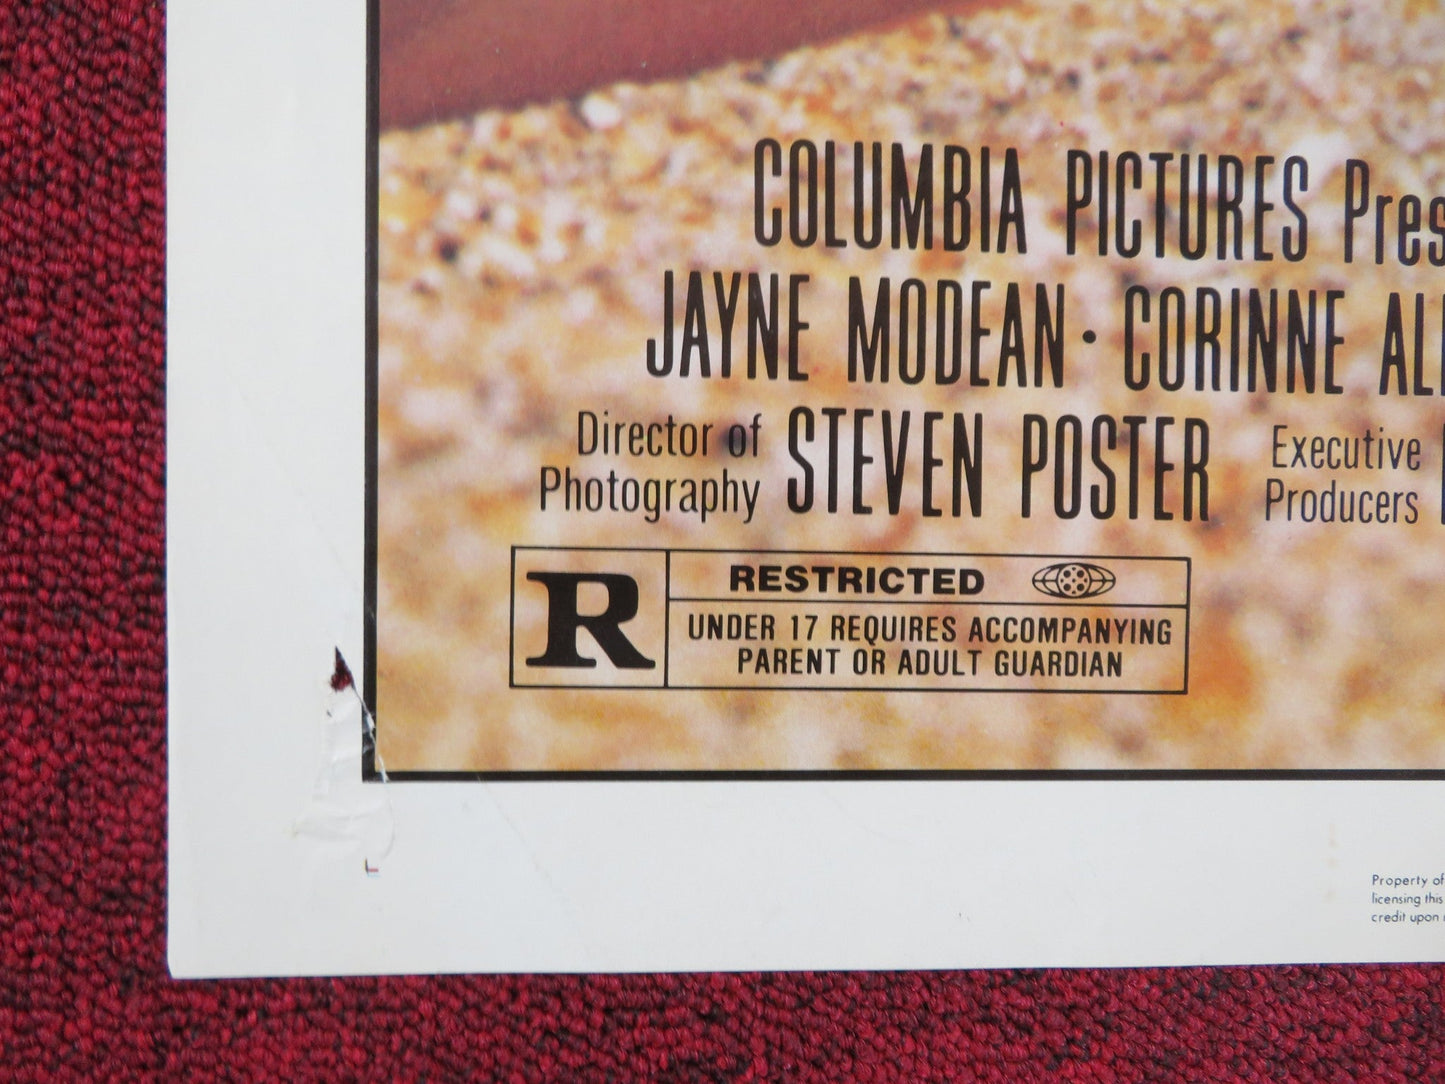 COLUMBIA PICTURES Pres
JAYNE MODEAN · CORINNE AL
Director of Photography STEVEN POSTER Executive Producers
R RESTRICTED
UNDER 17 REQUIRES ACCOMPANYING
PARENT OR ADULT GUARDIAN
Property of
licensing this
credit upon